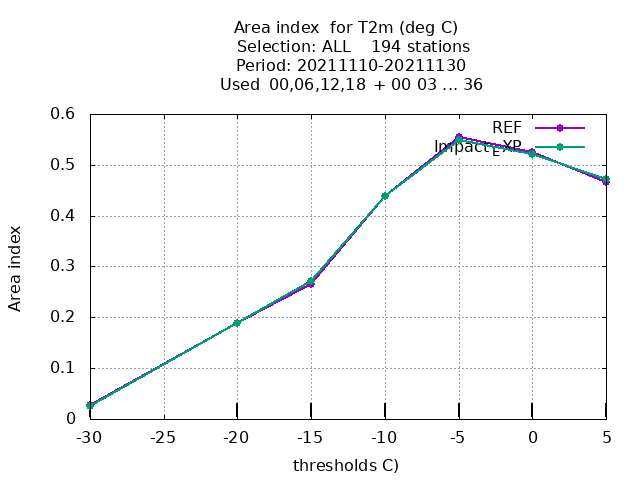 Area index  for T2m (deg C)
Selection: ALL    194 stations
Period: 20211110-20211130
Used  00,06,12,18  + 00 03 ... 36
REF
Impact_EXP
0.6
0.5
0.4
0.3
0.2
0.1
0
Area index
-30 -25 -20 -15 -10 -5 0 5
thresholds C)